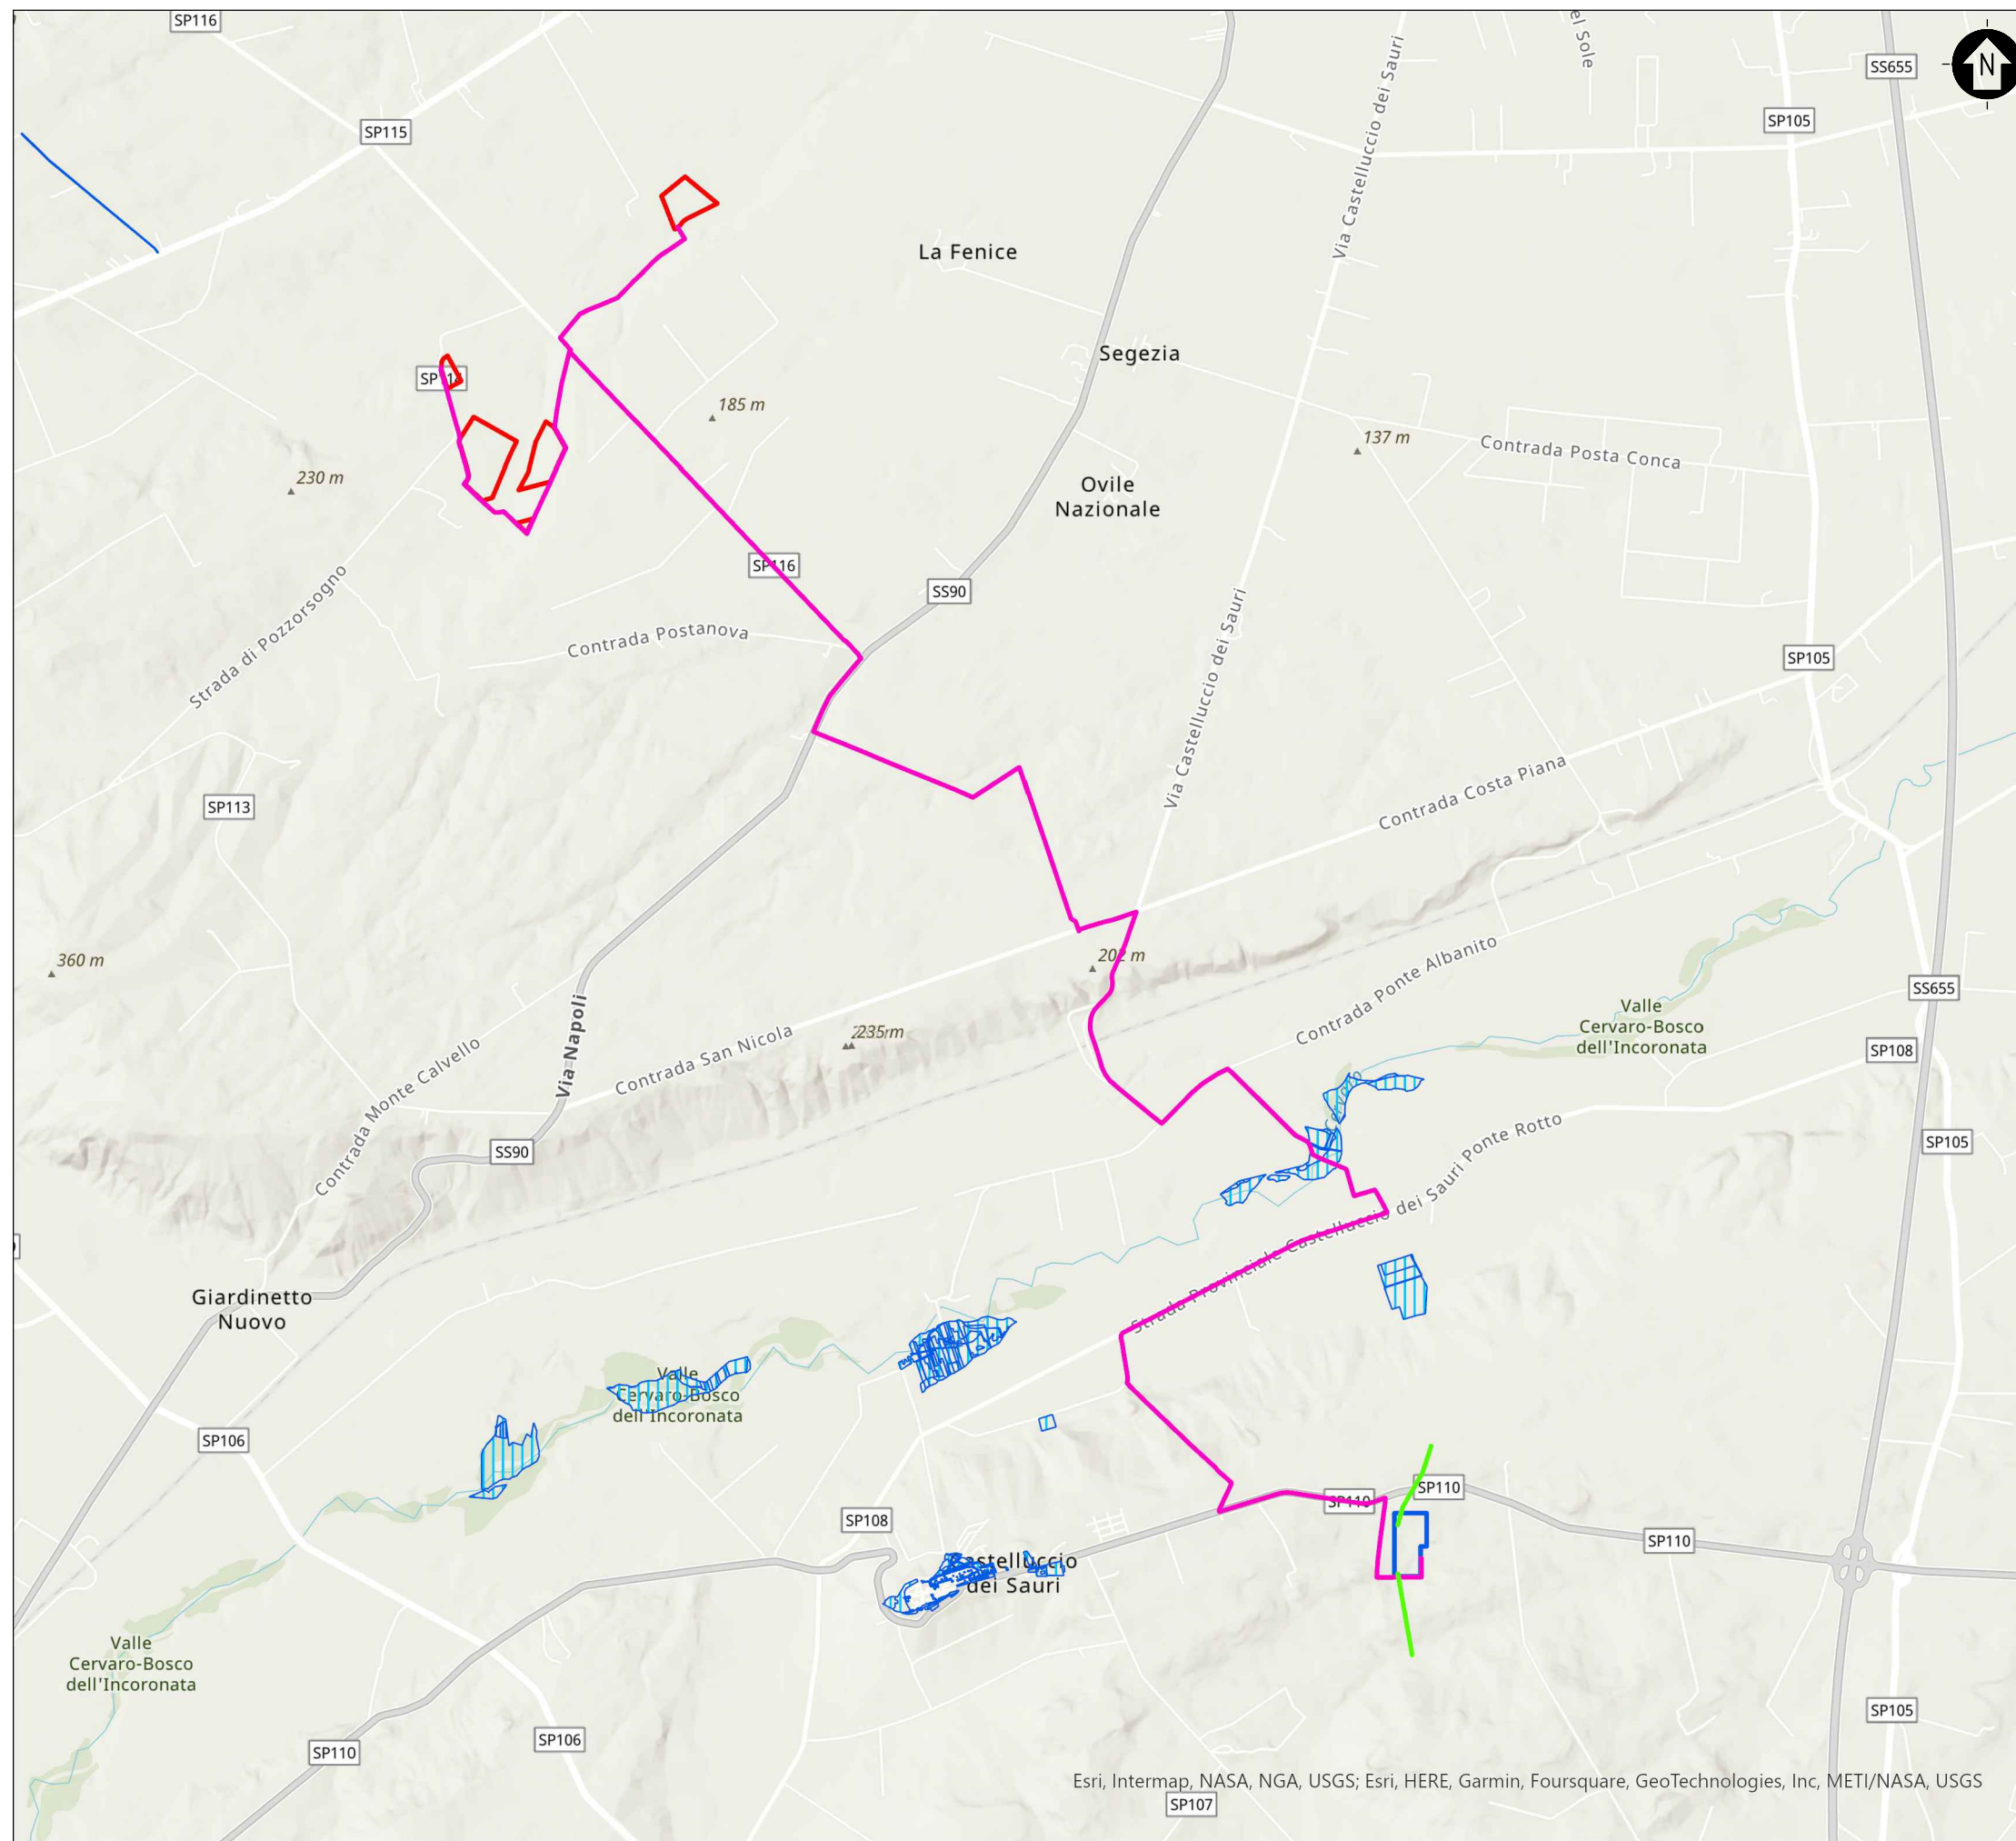 SP116
el Sole
N
SS655
SP105
SP115
Via Castelluccio dei Sauri
La Fenice
Segezia
SP11
185 m
137 m
Contrada Posta Conca
230 m
Ovile
Nazionale
SP116
SS90
Strada di Pozzorsogno
Contrada Postanova
Via Castelluccio dei Sauri
SP105
Contrada Costa Piana
SP113
360 m
202 m
Contrada Ponte Albanito
SS655
Via Napoli
235 m
Valle
Cervaro-Bosco
dell'Incoronata
Contrada San Nicola
SP108
Contrada Monte Calvello
SS90
SP105
Strada Provinciale Castelluccio dei Sauri Ponte Rotto
Giardinetto
Nuovo
Valle
Cervaro-Bosco
dell'Incoronata
SP106
SP110
SP110
SP108
SP110
Castelluccio
dei Sauri
Valle
Cervaro-Bosco
dell'Incoronata
SP105
SP106
SP110
Esri, Intermap, NASA, NGA, USGS; Esri, HERE, Garmin, Foursquare, GeoTechnologies, Inc, METI/NASA, USGS
SP107